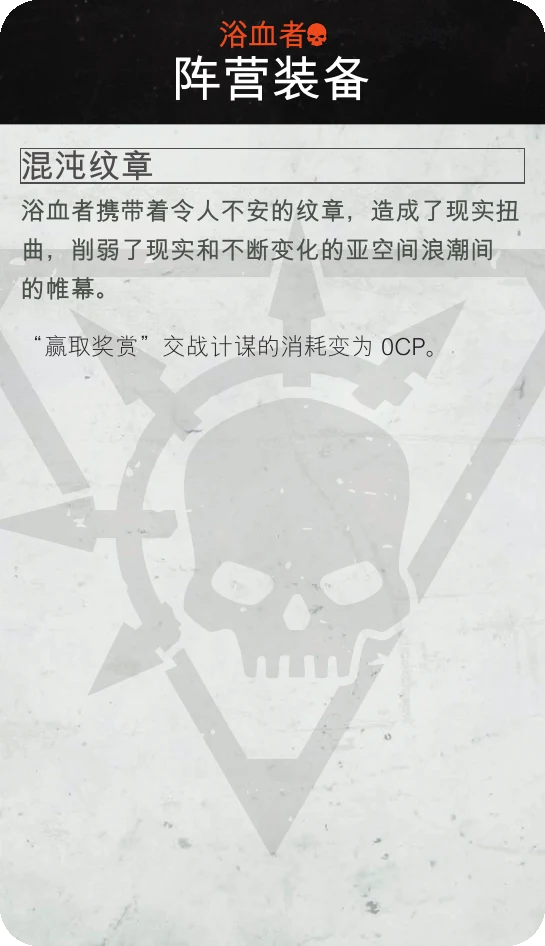 浴血者
阵营装备
混沌纹章
浴血者携带着令人不安的纹章，造成了现实扭
曲，削弱了现实和不断变化的亚空间浪潮间
的帷幕。
“赢取奖赏”交战计谋的消耗变为 0CP。